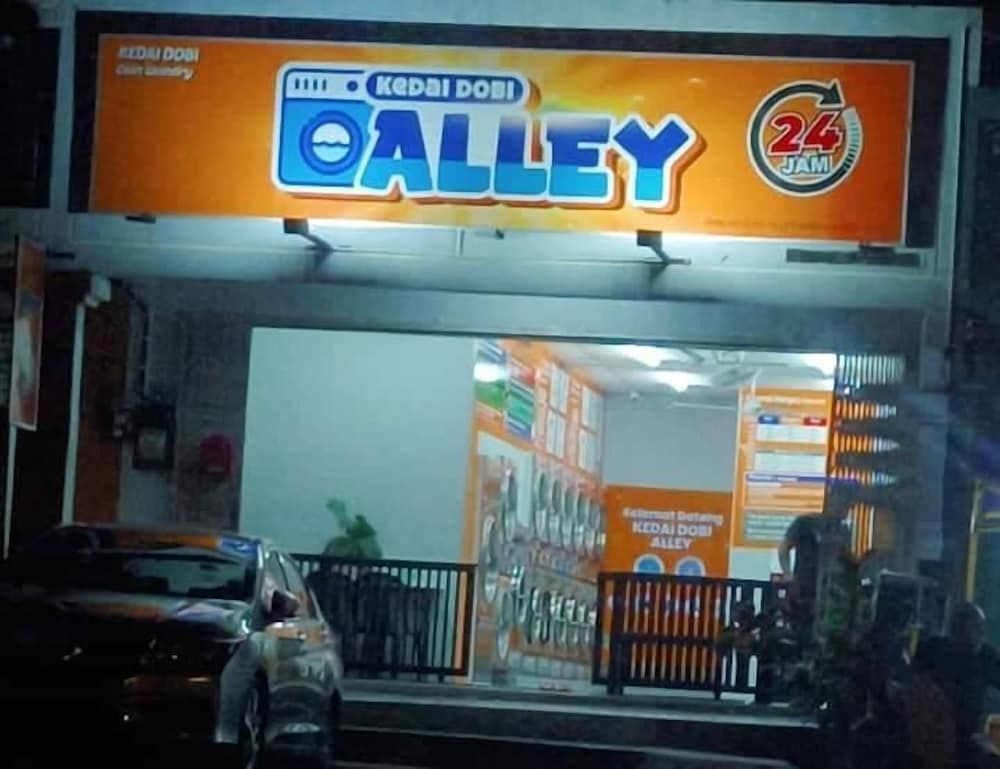 KEDAI DOBI
Coin laundry
KEDAI DOBI
ALLEY
24
JAM
Selamat Datang
KEDAI DOBI
ALLEY